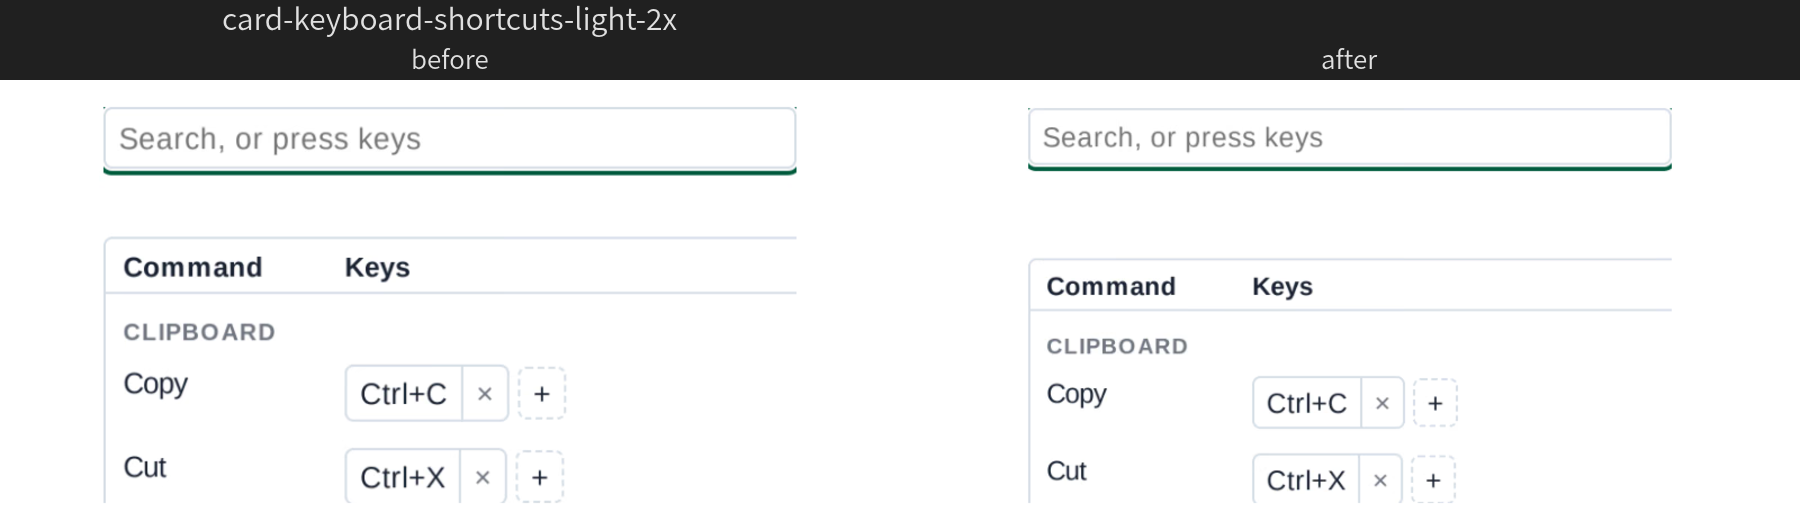 card-keyboard-shortcuts-light-2x
before
after
Search, or press keys
Search, or press keys
Command Keys
CLIPBOARD
Copy Ctrl+C × +
Cut Ctrl+X × +
Command Keys
CLIPBOARD
Copy Ctrl+C × +
Cut Ctrl+X × +